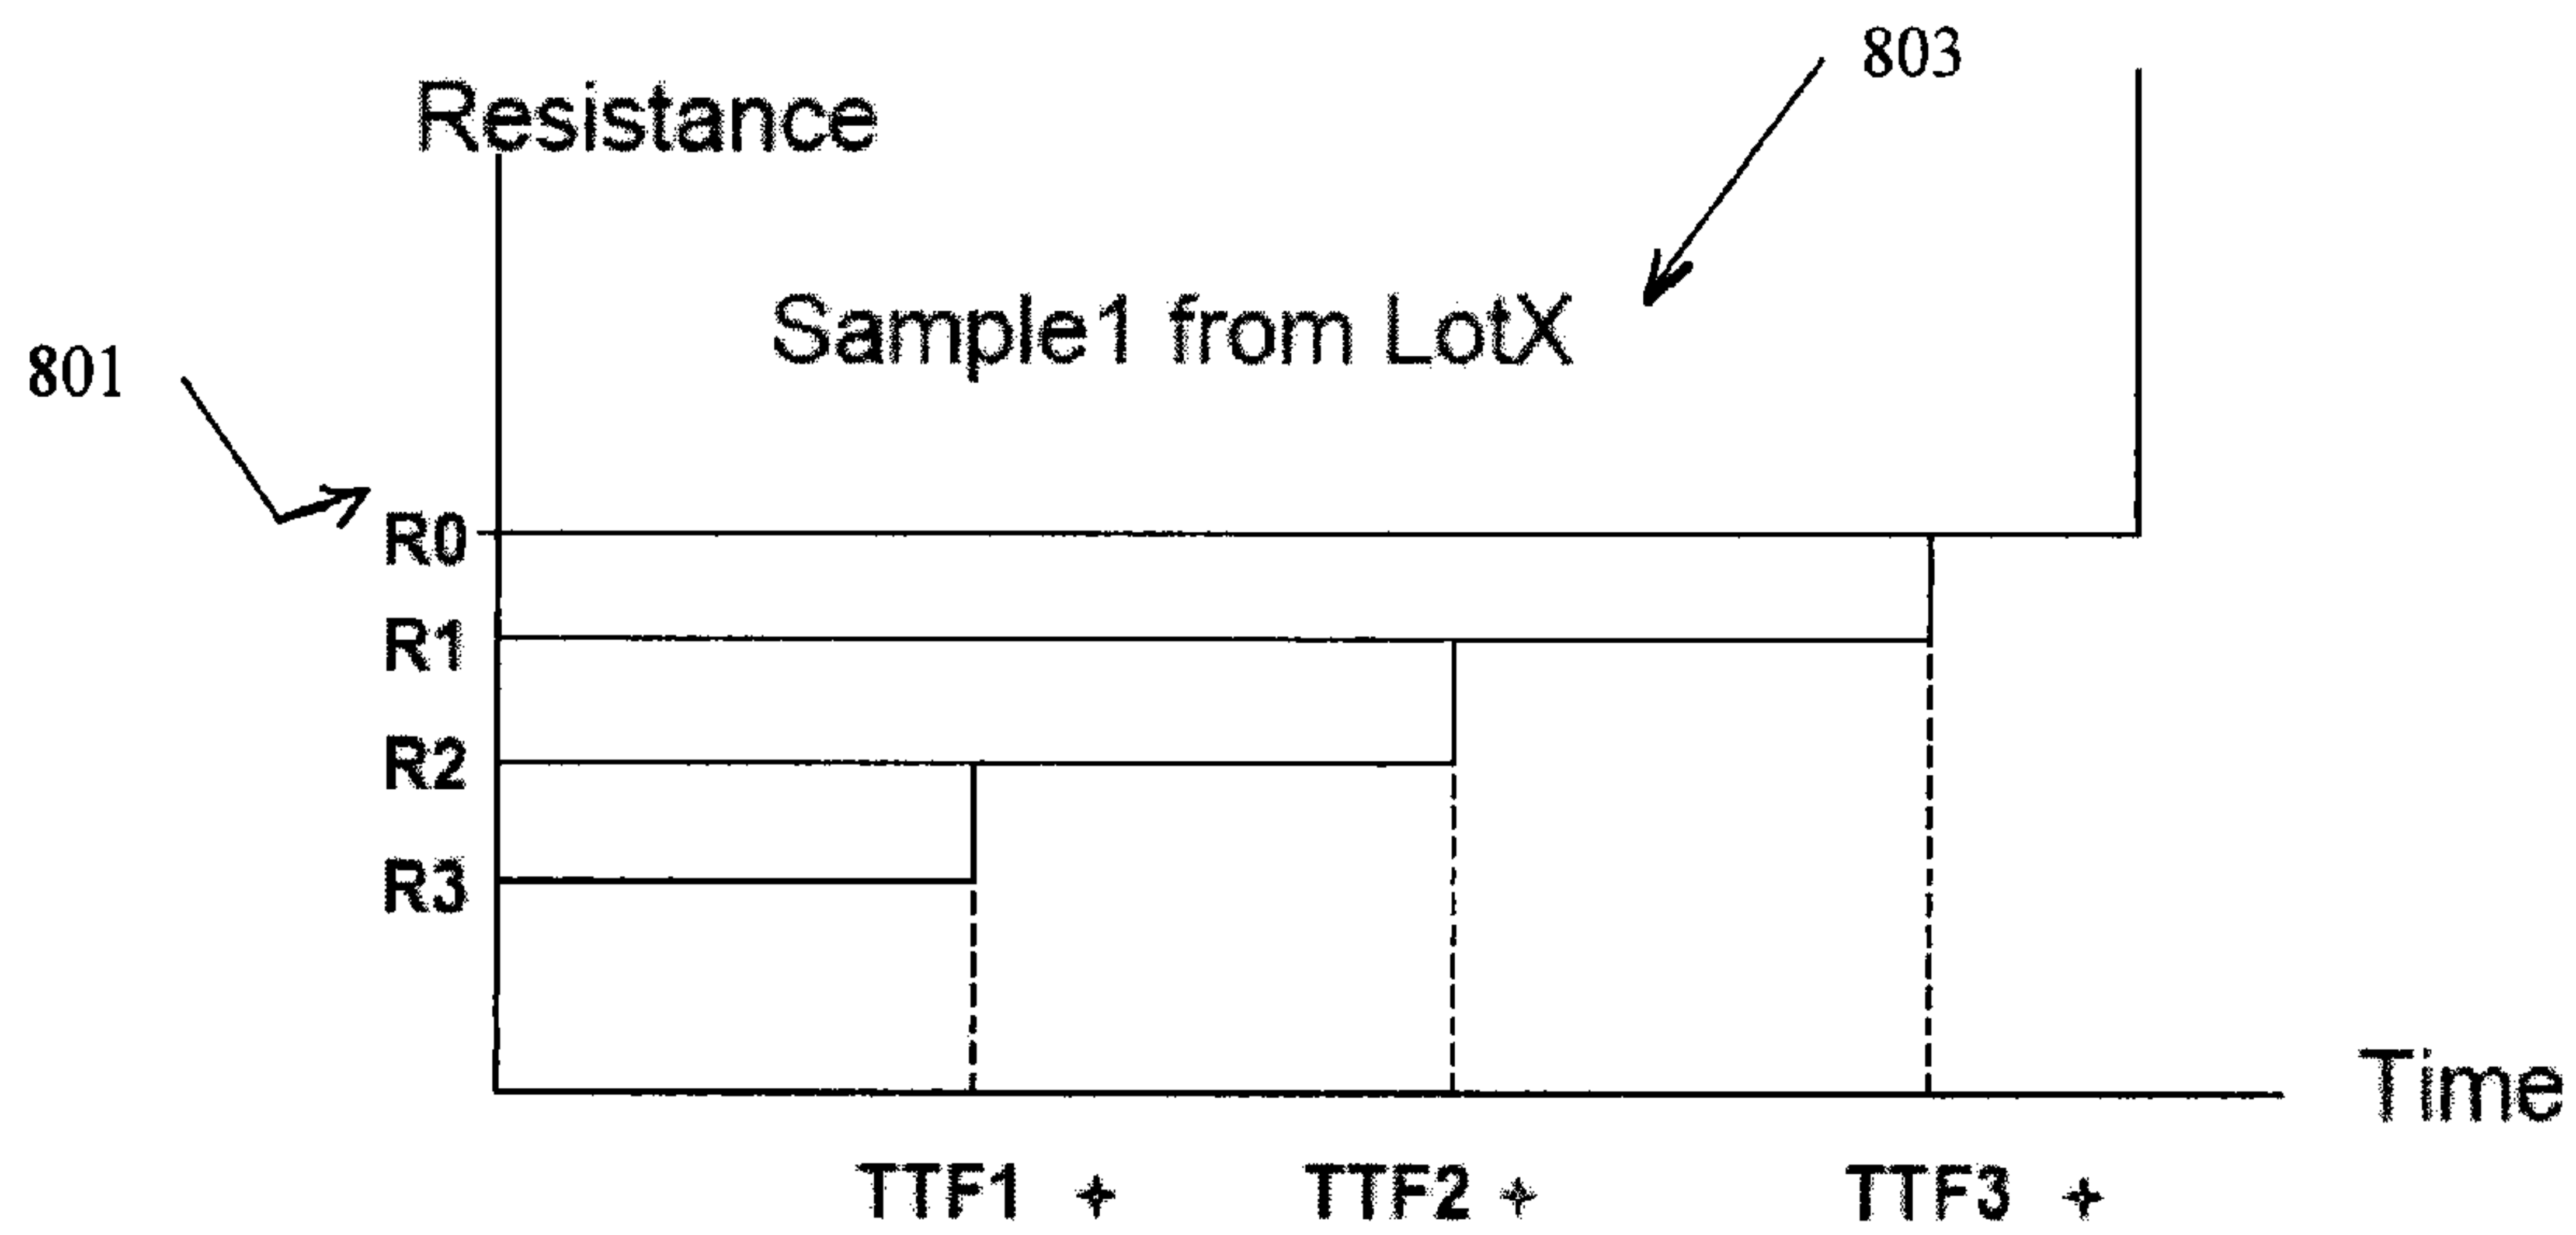 803
Resistance
Sample1 from LotX
801
R0
R1
R2
R3
Time
TTF1 + TTF2 + TTF3 +